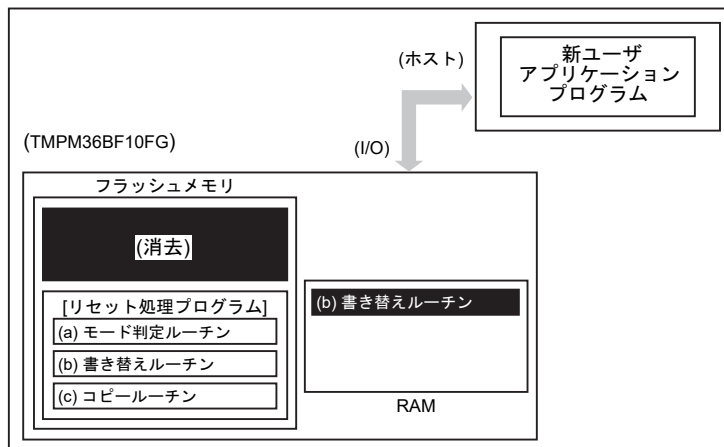 (ホスト)
新ユーザ
アプリケーション
プログラム
(TMPM36BF10FG)
(I/O)
フラッシュメモリ
(消去)
[リセット処理プログラム]
(a) モード判定ルーチン
(b) 書き替えルーチン
(c) コピールーチン
(b) 書き替えルーチン
RAM